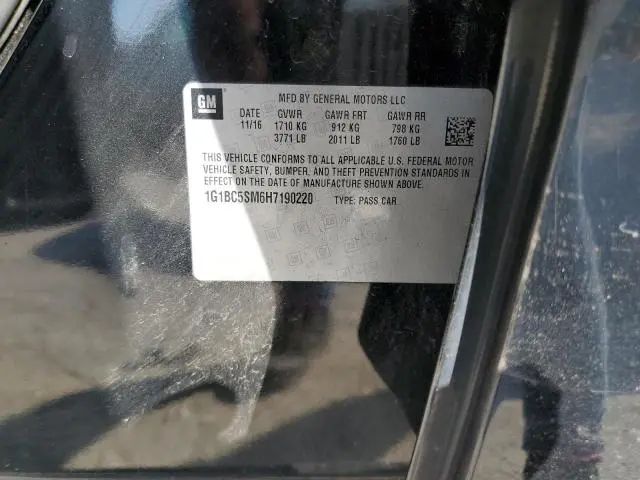 GM
MFD BY GENERAL MOTORS LLC
DATE GVWR GAWR FRT GAWR RR
11/16 1710 KG 912 KG 798 KG
3771 LB 2011 LB 1760 LB
THIS VEHICLE CONFORMS TO ALL APPLICABLE U.S. FEDERAL MOTOR
VEHICLE SAFETY, BUMPER, AND THEFT PREVENTION STANDARDS IN
EFFECT ON THE DATE OF MANUFACTURE SHOWN ABOVE.
1G1BC5SM6H7190220 TYPE: PASS CAR